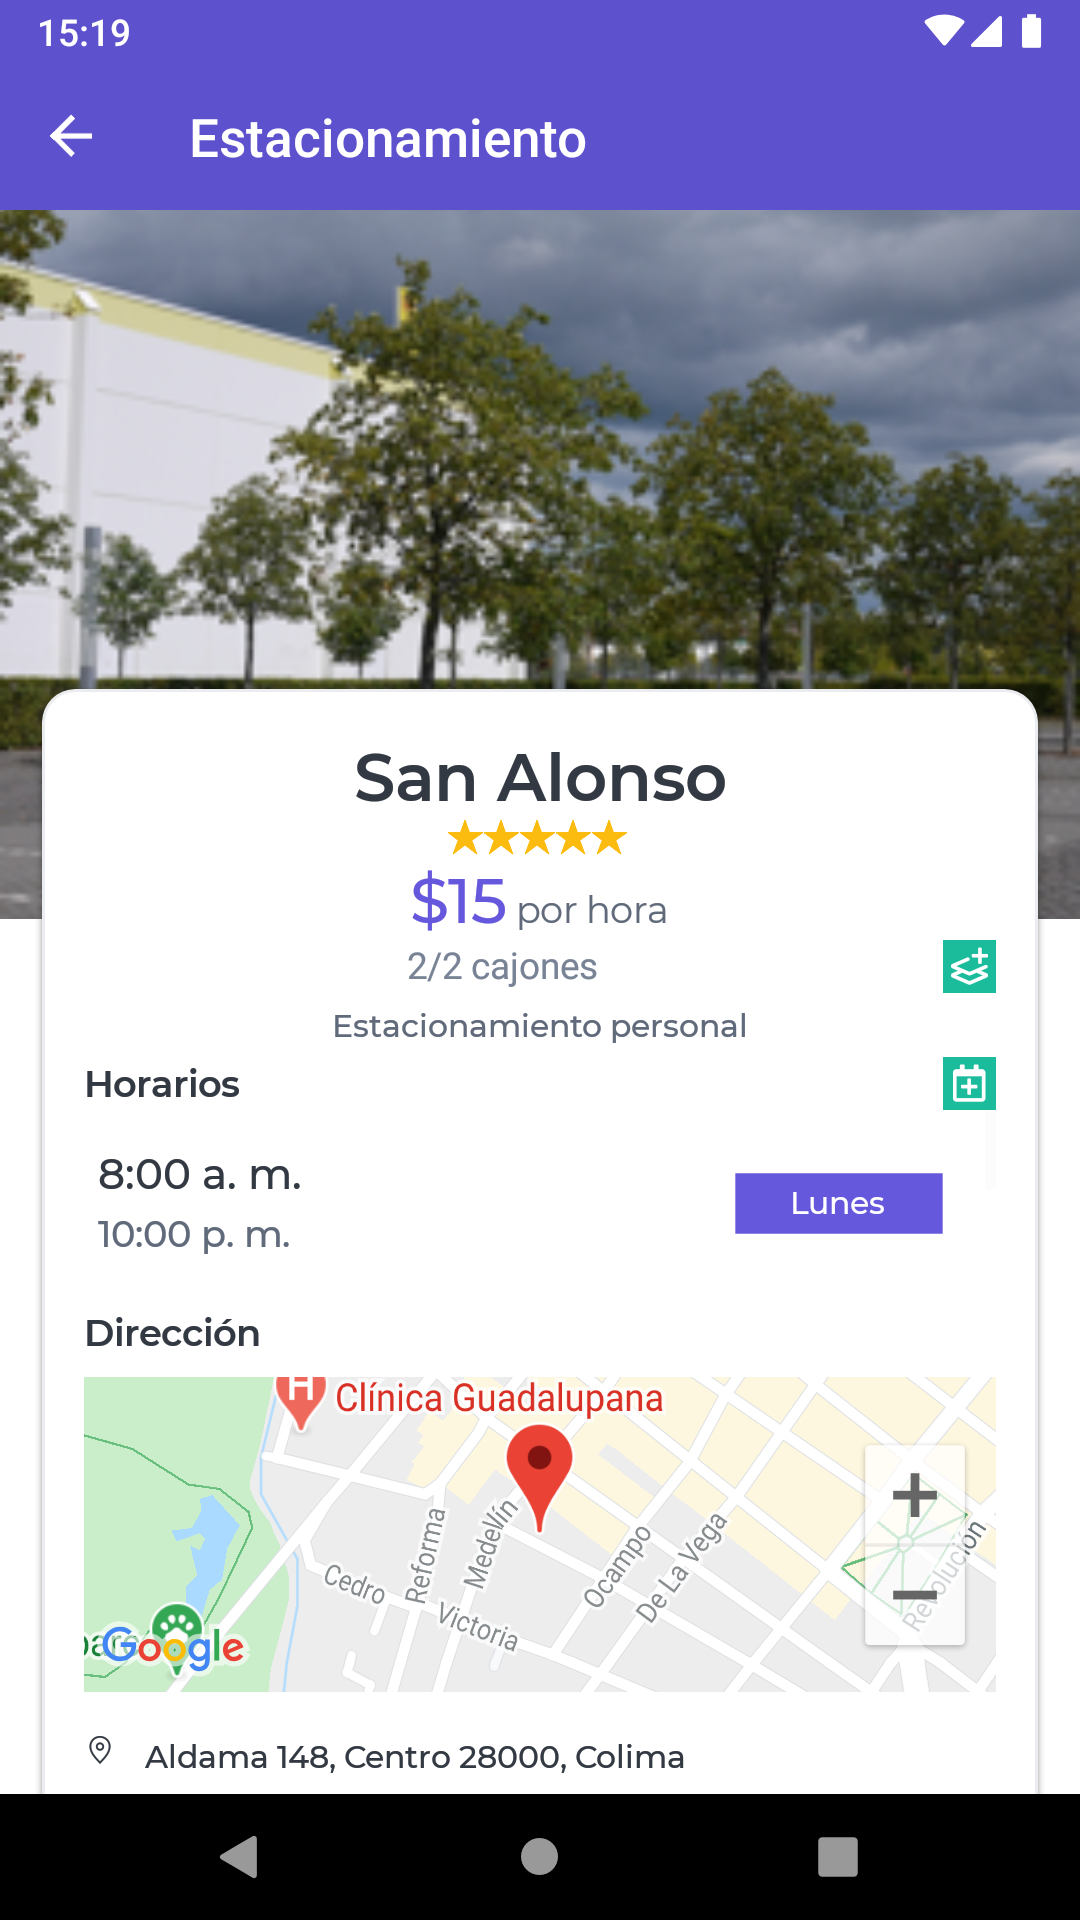 15:19
Estacionamiento
San Alonso
$15 por hora
2/2 cajones
Estacionamiento personal
Horarios
8:00 a. m.
10:00 p. m.
Lunes
Dirección
H
Clínica Guadalupana
+
Reforma
Medelvín
Ocampo
De La Vega
Revolución
Cedro
Victoria
−
Google
Aldama 148, Centro 28000, Colima